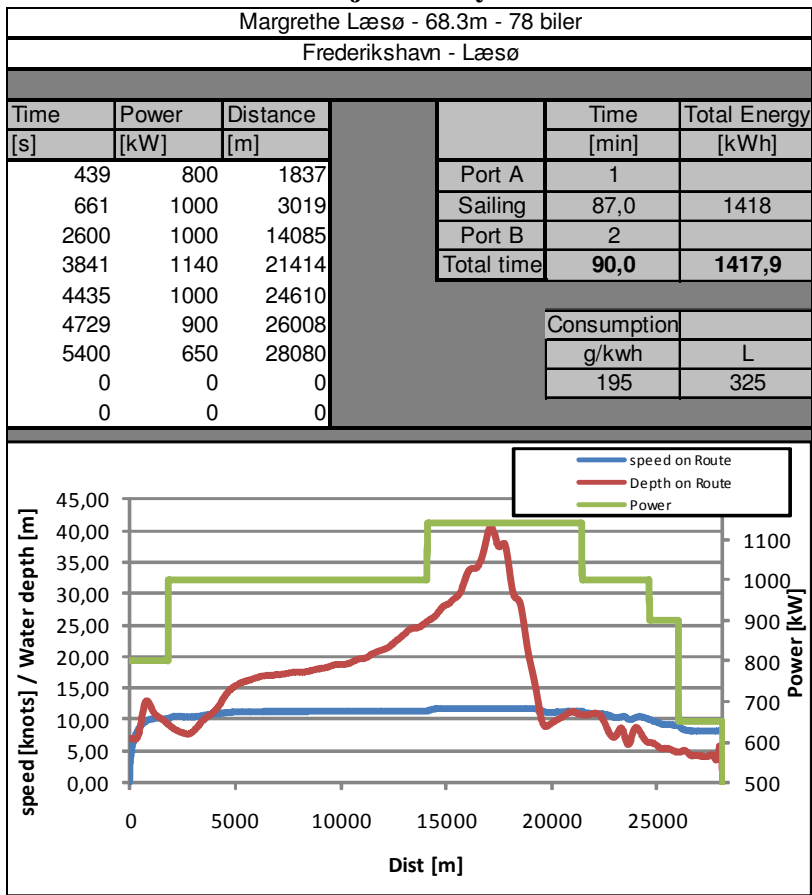 Margrethe Læsø - 68.3m - 78 biler
Frederikshavn - Læsø
Time Power Distance Time Total Energy
[s] [kW] [m] [min] [kWh]
439 800 1837 Port A 1
661 1000 3019 Sailing 87,0 1418
2600 1000 14085 Port B 2
3841 1140 21414 Total time 90,0 1417,9
4435 1000 24610
4729 900 26008 Consumption
5400 650 28080 g/kwh L
0 0 0 195 325
0 0 0
speed on Route
Depth on Route
Power
speed [knots] / Water depth [m]
45,00
40,00
35,00
30,00
25,00
20,00
15,00
10,00
5,00
0,00
1100
1000
900
800
700
600
500
Power [kW]
0 5000 10000 15000 20000 25000
Dist [m]